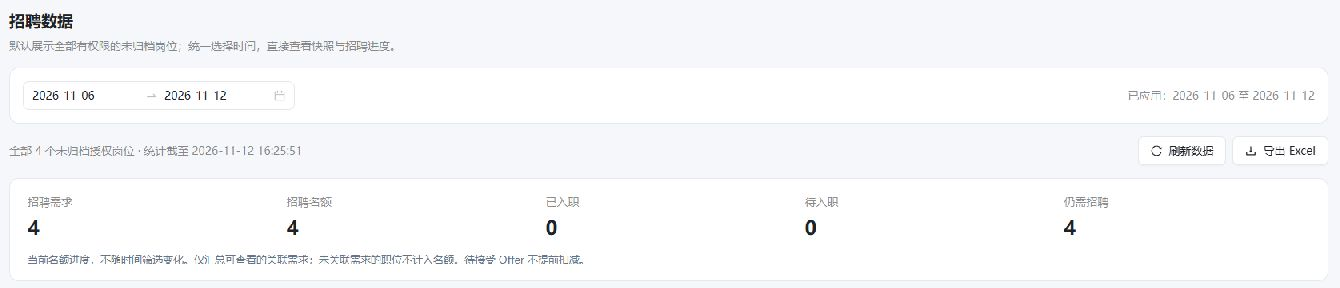 招聘数据
默认展示全部有权限的未归档岗位；统一选择时间，直接查看快照与招聘进度。
2026-11-06 → 2026-11-12
已应用：2026-11-06 至 2026-11-12
全部 4 个未归档授权岗位 · 统计截至 2026-11-12 16:25:51
刷新数据 导出 Excel
招聘需求 招聘名额 已入职 待入职 仍需招聘
4 4 0 0 4
当前名额进度，不随时间筛选变化。仅汇总可查看的关联需求；未关联需求的职位不计入名额。待接受 Offer 不提前扣减。